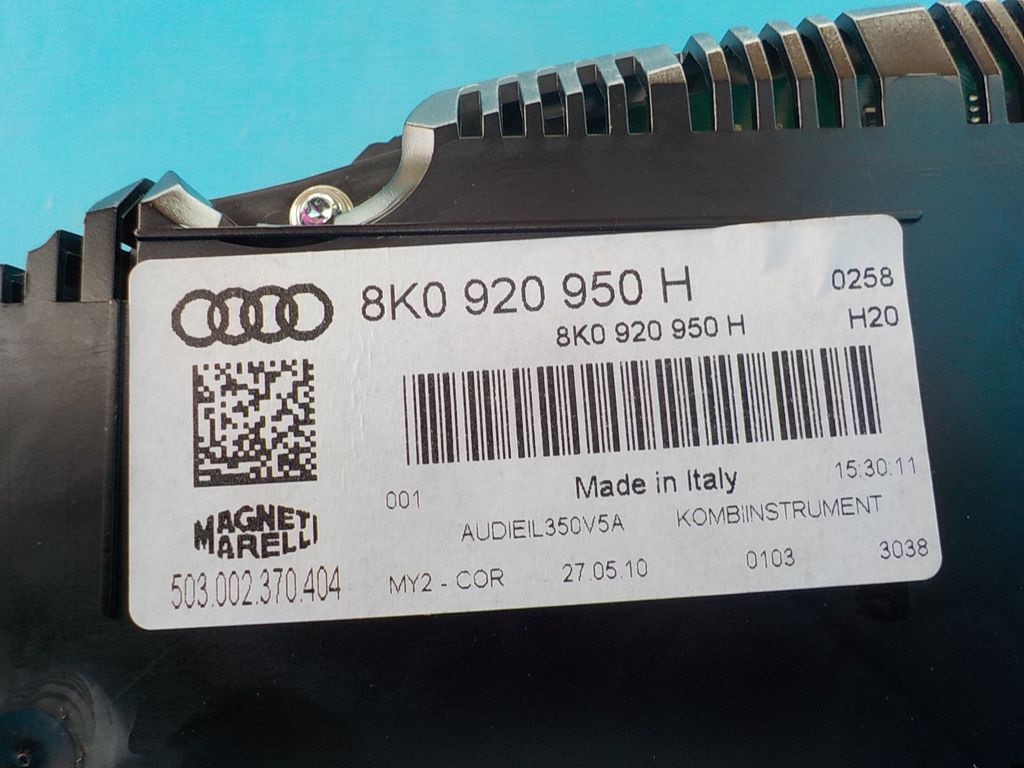 8K0 920 950 H
0258
8K0 920 950 H
H20
001
Made in Italy
15:30:11
MAGNETI
MARELLI
AUDIEIL350V5A
KOMBIINSTRUMENT
503.002.370.404
MY2 - COR
27.05.10
0103
3038